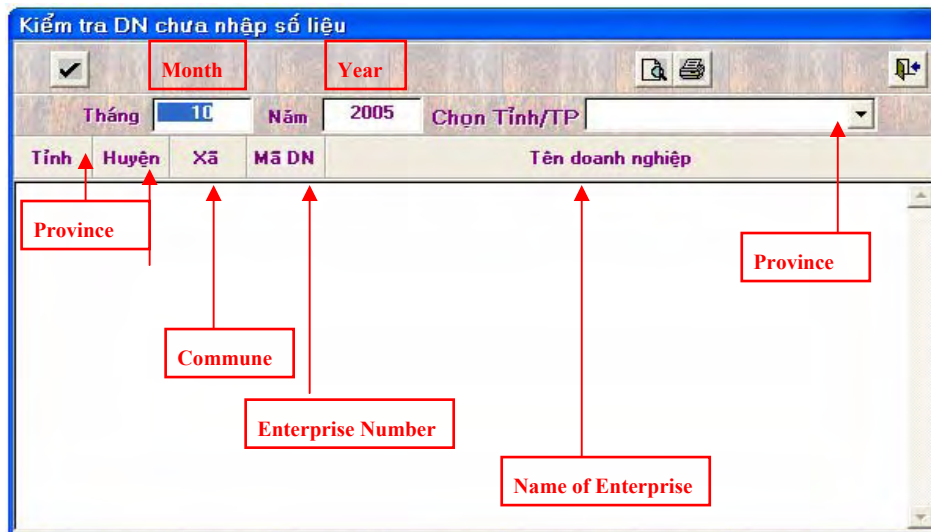 Kiểm tra DN chưa nhập số liệu
Month Year
Tháng 10 Năm 2005 Chọn Tỉnh/TP
Tỉnh Huyện Xã Mã DN Tên doanh nghiệp
Province
Province
Commune
Enterprise Number
Name of Enterprise